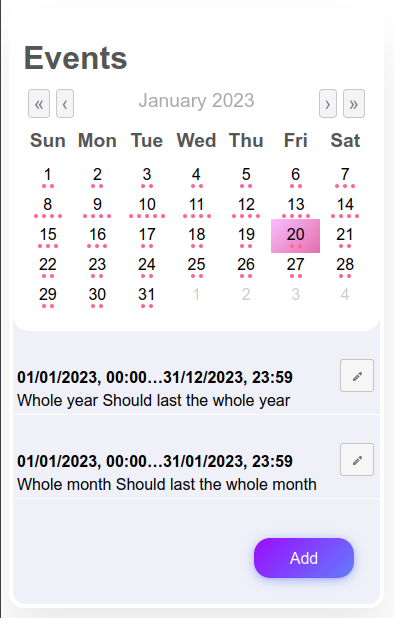 Events
« ‹ January 2023 › »
Sun Mon Tue Wed Thu Fri Sat
1 2 3 4 5 6 7
8 9 10 11 12 13 14
15 16 17 18 19 20 21
22 23 24 25 26 27 28
29 30 31 1 2 3 4
01/01/2023, 00:00…31/12/2023, 23:59
Whole year Should last the whole year
01/01/2023, 00:00…31/01/2023, 23:59
Whole month Should last the whole month
Add